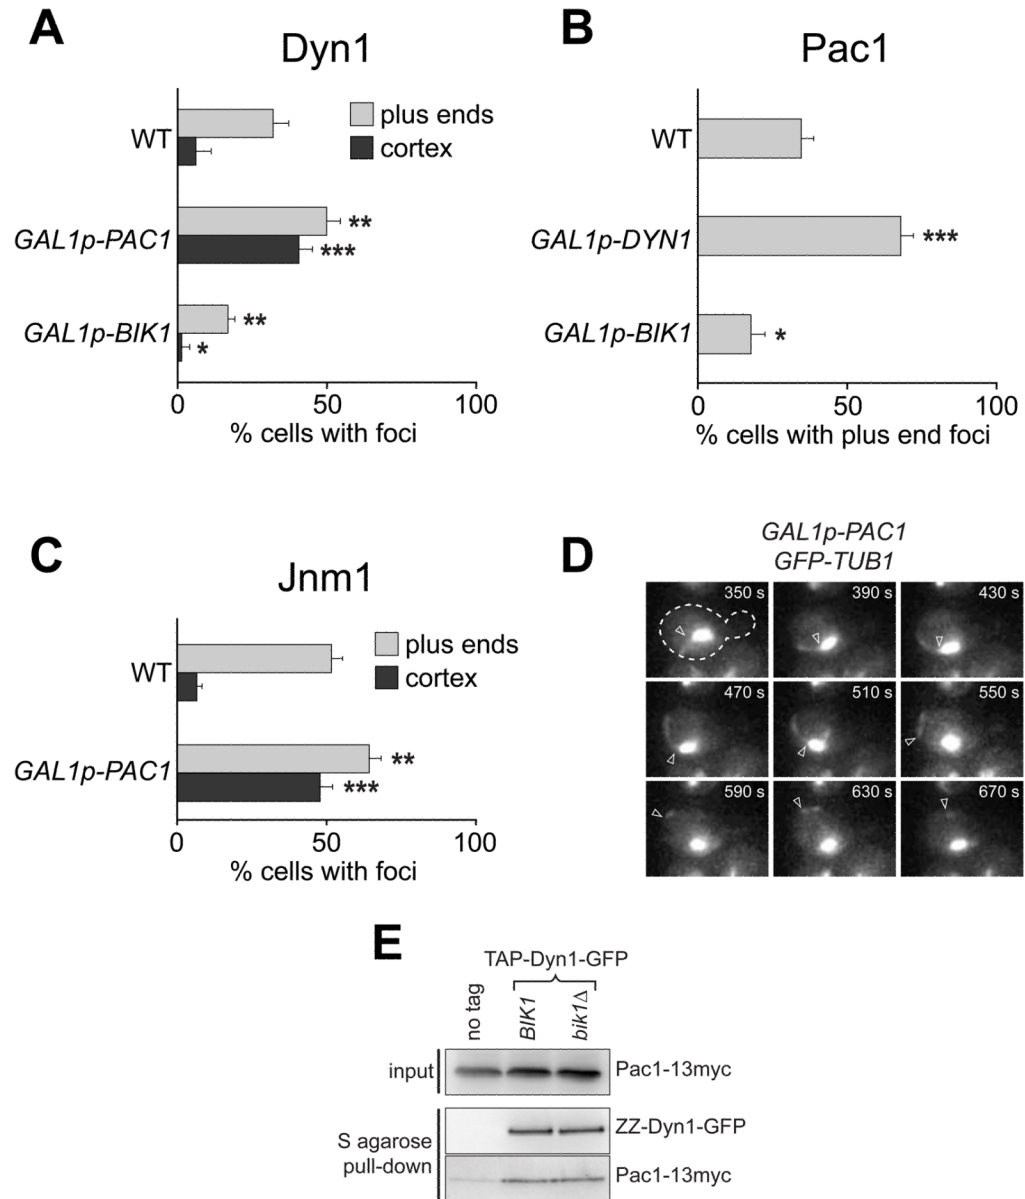 A
Dyn1
plus ends
cortex
WT
**
GAL1p-PAC1
***
**
GAL1p-BIK1
*
0 50 100
% cells with foci
B
Pac1
WT
GAL1p-DYN1
***
GAL1p-BIK1
*
0 50 100
% cells with plus end foci
C
Jnm1
plus ends
cortex
WT
**
GAL1p-PAC1
***
0 50 100
% cells with foci
D
GAL1p-PAC1
GFP-TUB1
350 s 390 s 430 s
470 s 510 s 550 s
590 s 630 s 670 s
E
TAP-Dyn1-GFP
no tag BIK1 bik1Δ
input Pac1-13myc
ZZ-Dyn1-GFP
S agarose
pull-down
Pac1-13myc